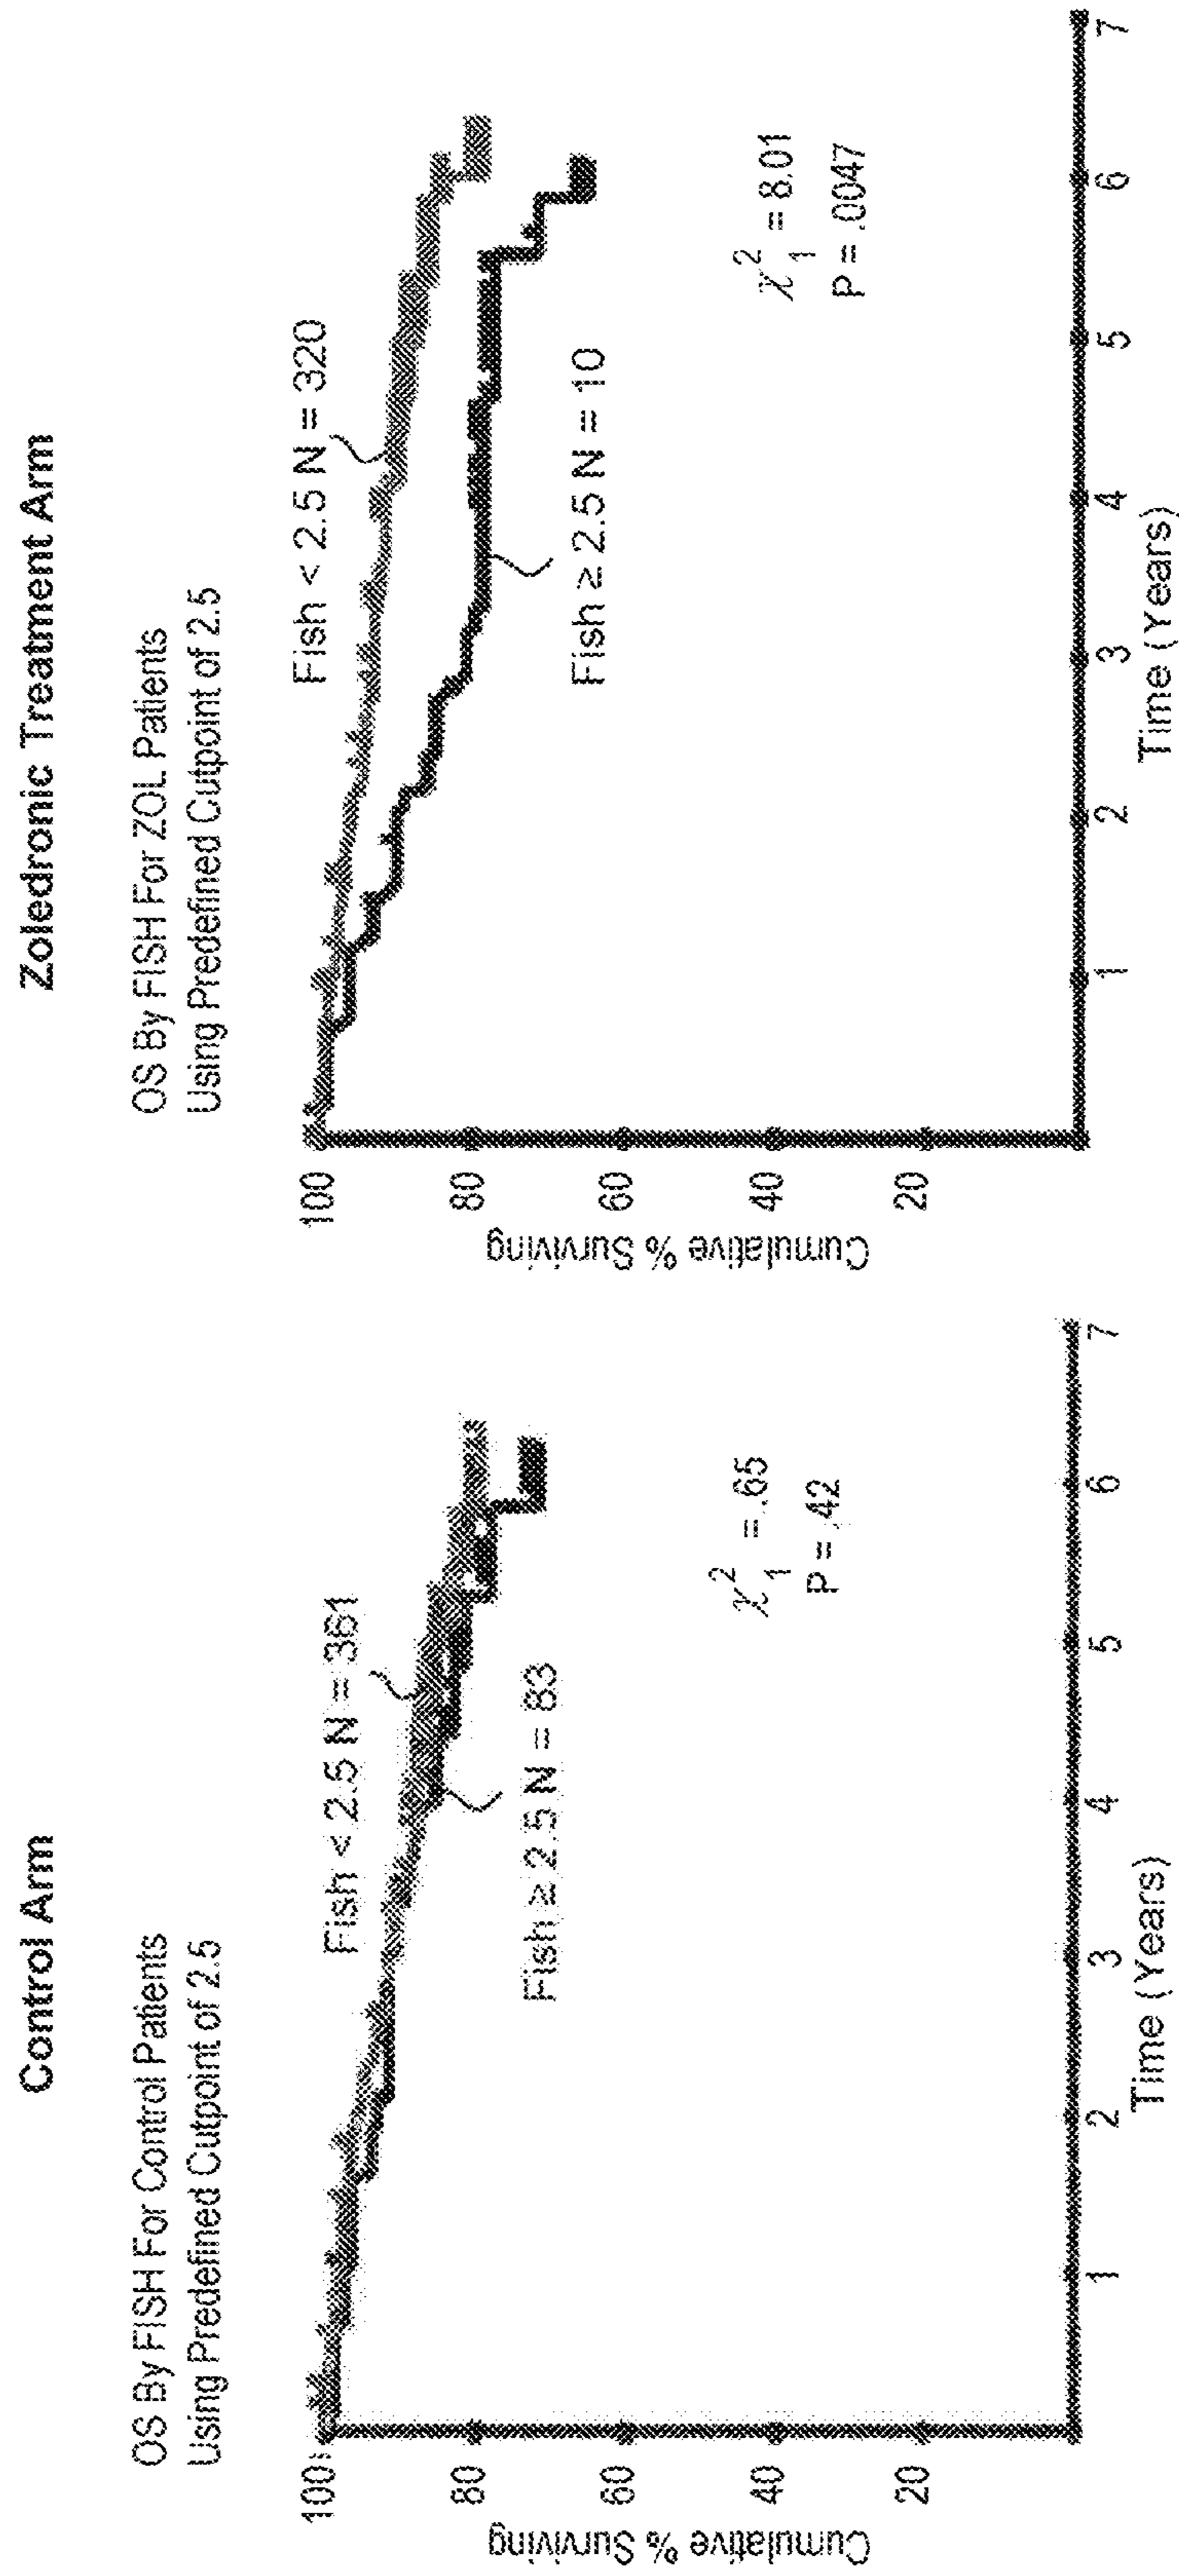 Control Arm
OS By FISH For Control Patients
Using Predefined Cutpoint of 2.5
Cumulative % Surviving
100
80
60
40
20
Fish < 2.5 N = 361
Fish ≥ 2.5 N = 83
χ²₁ = .65
P = .42
1 2 3 4 5 6 7
Time (Years)
Zoledronic Treatment Arm
OS By FISH For ZOL Patients
Using Predefined Cutpoint of 2.5
Cumulative % Surviving
100
80
60
40
20
Fish < 2.5 N = 320
Fish ≥ 2.5 N = 10
χ²₁ = 8.01
P = .0047
1 2 3 4 5 6 7
Time (Years)